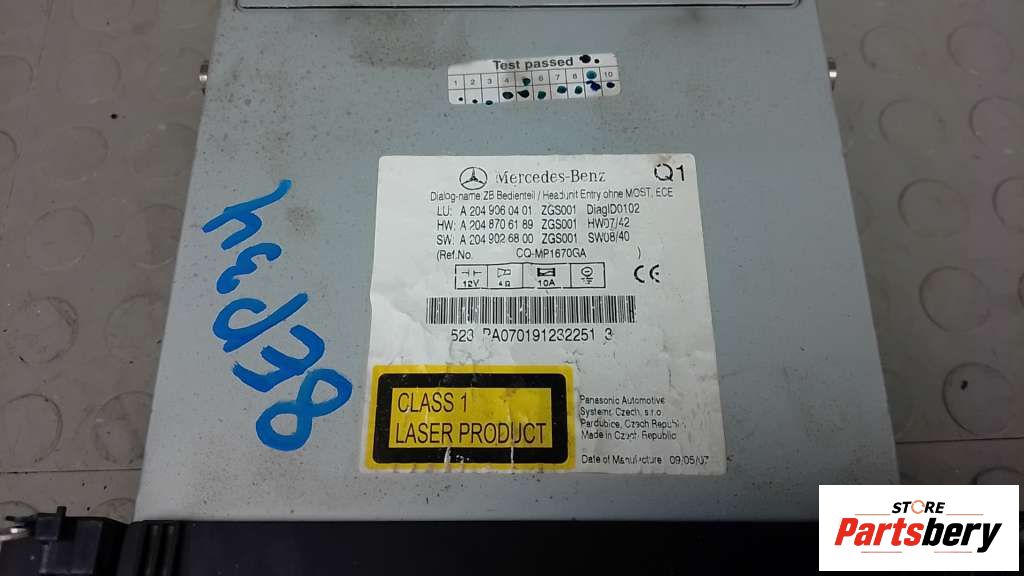 Test passed
1 2 3 4 5 6 7 8 9 10
Mercedes-Benz Q1
Dialog-name ZB Bedienteil / Headunit Entry ohne MOST, ECE
LU: A 204 906 04 01 ZGS001 DiagID0102
HW: A 204 870 61 89 ZGS001 HW07/42
SW: A 204 902 68 00 ZGS001 SW08/40
(Ref.No. CQ-MP1670GA )
12V 4Ω 10A
CE
523 PA070191232251 3
CLASS 1
LASER PRODUCT
Panasonic Automotive
Systems Czech, s.r.o
Pardubice, Czech Republic
Made in Czech Republic
Date of Manufacture 09/05/07
8EP34
STORE
Partsbery